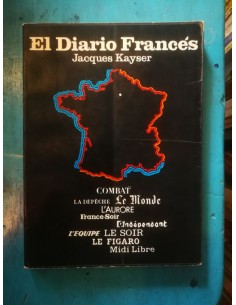 El Diario Francés
Jacques Kayser
COMBAT
LA DÉPÊCHE Le Monde
L'AURORE
France-Soir
l'Indépendant
L'EQUIPE LE SOIR
LE FIGARO
Midi Libre